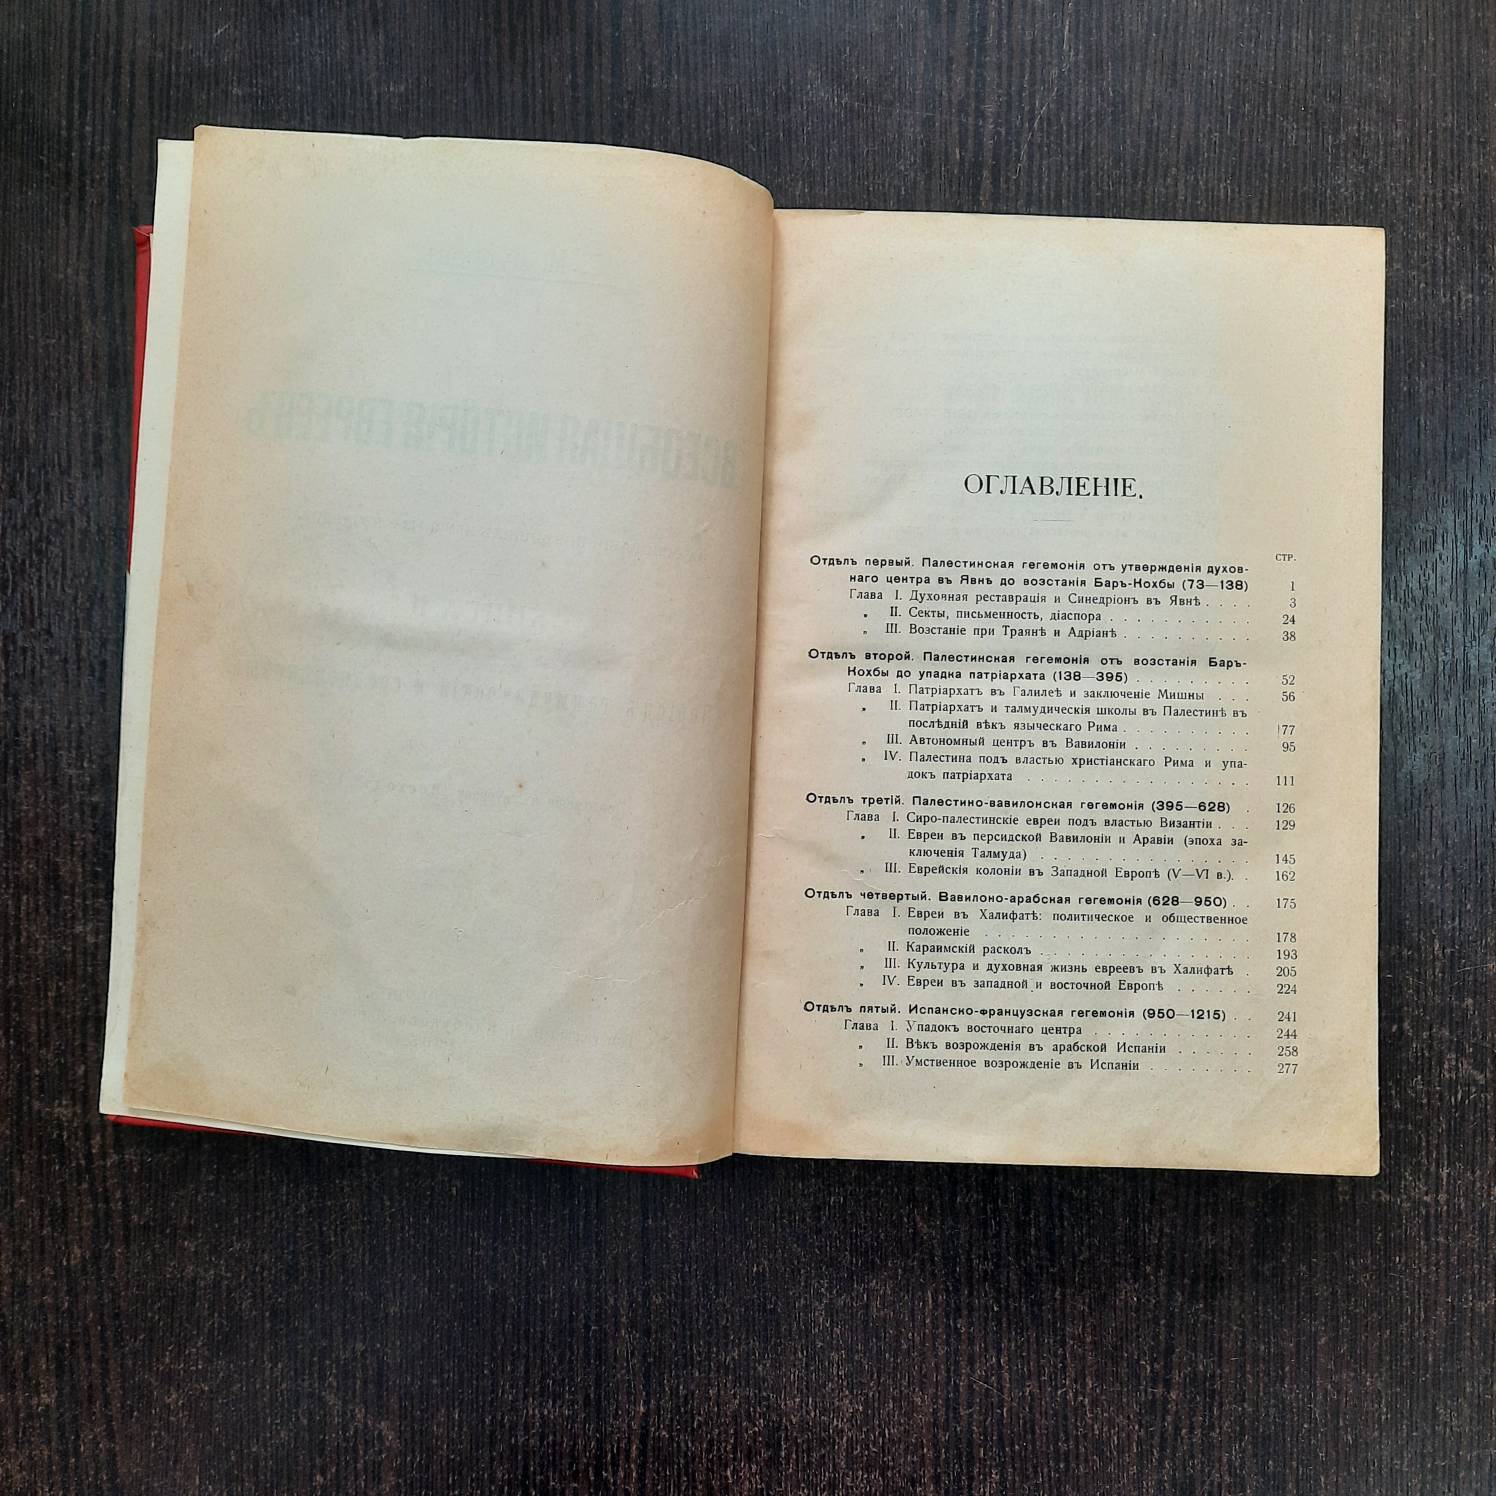 ВСЕОБЩАЯ ИСТОРІЯ ЕВРЕЕВЪ
ОГЛАВЛЕНІЕ.
СТР.
Отдѣлъ первый. Палестинская гегемонія отъ утвержденія духов-
наго центра въ Явнѣ до возстанія Баръ-Кохбы (73—138) 1
Глава I. Духовная реставрація и Синедріонъ въ Явнѣ . . . . 3
„ II. Секты, письменность, діаспора . . . . . . . . . . . 24
„ III. Возстаніе при Траянѣ и Адріанѣ . . . . . . . . . . 38
Отдѣлъ второй. Палестинская гегемонія отъ возстанія Баръ-
Кохбы до упадка патріархата (138—395) . . . . . . . . . 52
Глава I. Патріархатъ въ Галилеѣ и заключеніе Мишны . . . 56
„ II. Патріархатъ и талмудическія школы въ Палестинѣ въ
послѣдній вѣкъ языческаго Рима . . . . . . . . . . 77
„ III. Автономный центръ въ Вавилоніи . . . . . . . . . 95
„ IV. Палестина подъ властью христіанскаго Рима и упа-
докъ патріархата . . . . . . . . . . . . . . . . . 111
Отдѣлъ третій. Палестино-вавилонская гегемонія (395—628) . 126
Глава I. Сиро-палестинскіе евреи подъ властью Византіи . . . 129
„ II. Евреи въ персидской Вавилоніи и Аравіи (эпоха за-
ключенія Талмуда) . . . . . . . . . . . . . . . . 145
„ III. Еврейскія колоніи въ Западной Европѣ (V—VI в.). . 162
Отдѣлъ четвертый. Вавилоно-арабская гегемонія (628—950) . . 175
Глава I. Евреи въ Халифатѣ: политическое и общественное
положеніе . . . . . . . . . . . . . . . . . . . . 178
„ II. Караимскій расколъ . . . . . . . . . . . . . . . . 193
„ III. Культура и духовная жизнь евреевъ въ Халифатѣ . 205
„ IV. Евреи въ западной и восточной Европѣ . . . . . . 224
Отдѣлъ пятый. Испанско-французская гегемонія (950—1215) . . 241
Глава I. Упадокъ восточнаго центра . . . . . . . . . . . . 244
„ II. Вѣкъ возрожденія въ арабской Испаніи . . . . . . 258
„ III. Умственное возрожденіе въ Испаніи . . . . . . . . 277